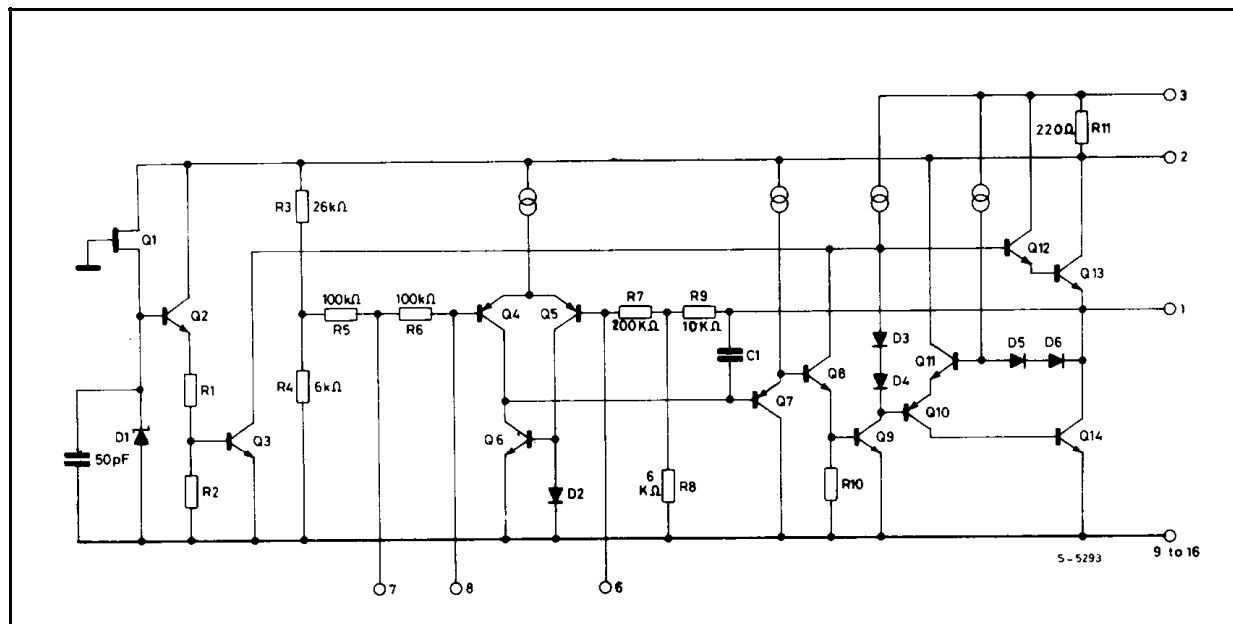 3
220Ω R11
2
R3 26kΩ
Q1
Q12
Q13
Q2
100kΩ
R5
100kΩ
R6
Q4
Q5
R7
200KΩ
R9
10KΩ
1
D3
D5 D6
Q11
R1
R4 6kΩ
C1
Q7
Q8
D4
Q10
D1
Q3
Q6
Q9
Q14
50pF
R2
D2
6
KΩ R8
R10
S-5293
9 to 16
7
8
6